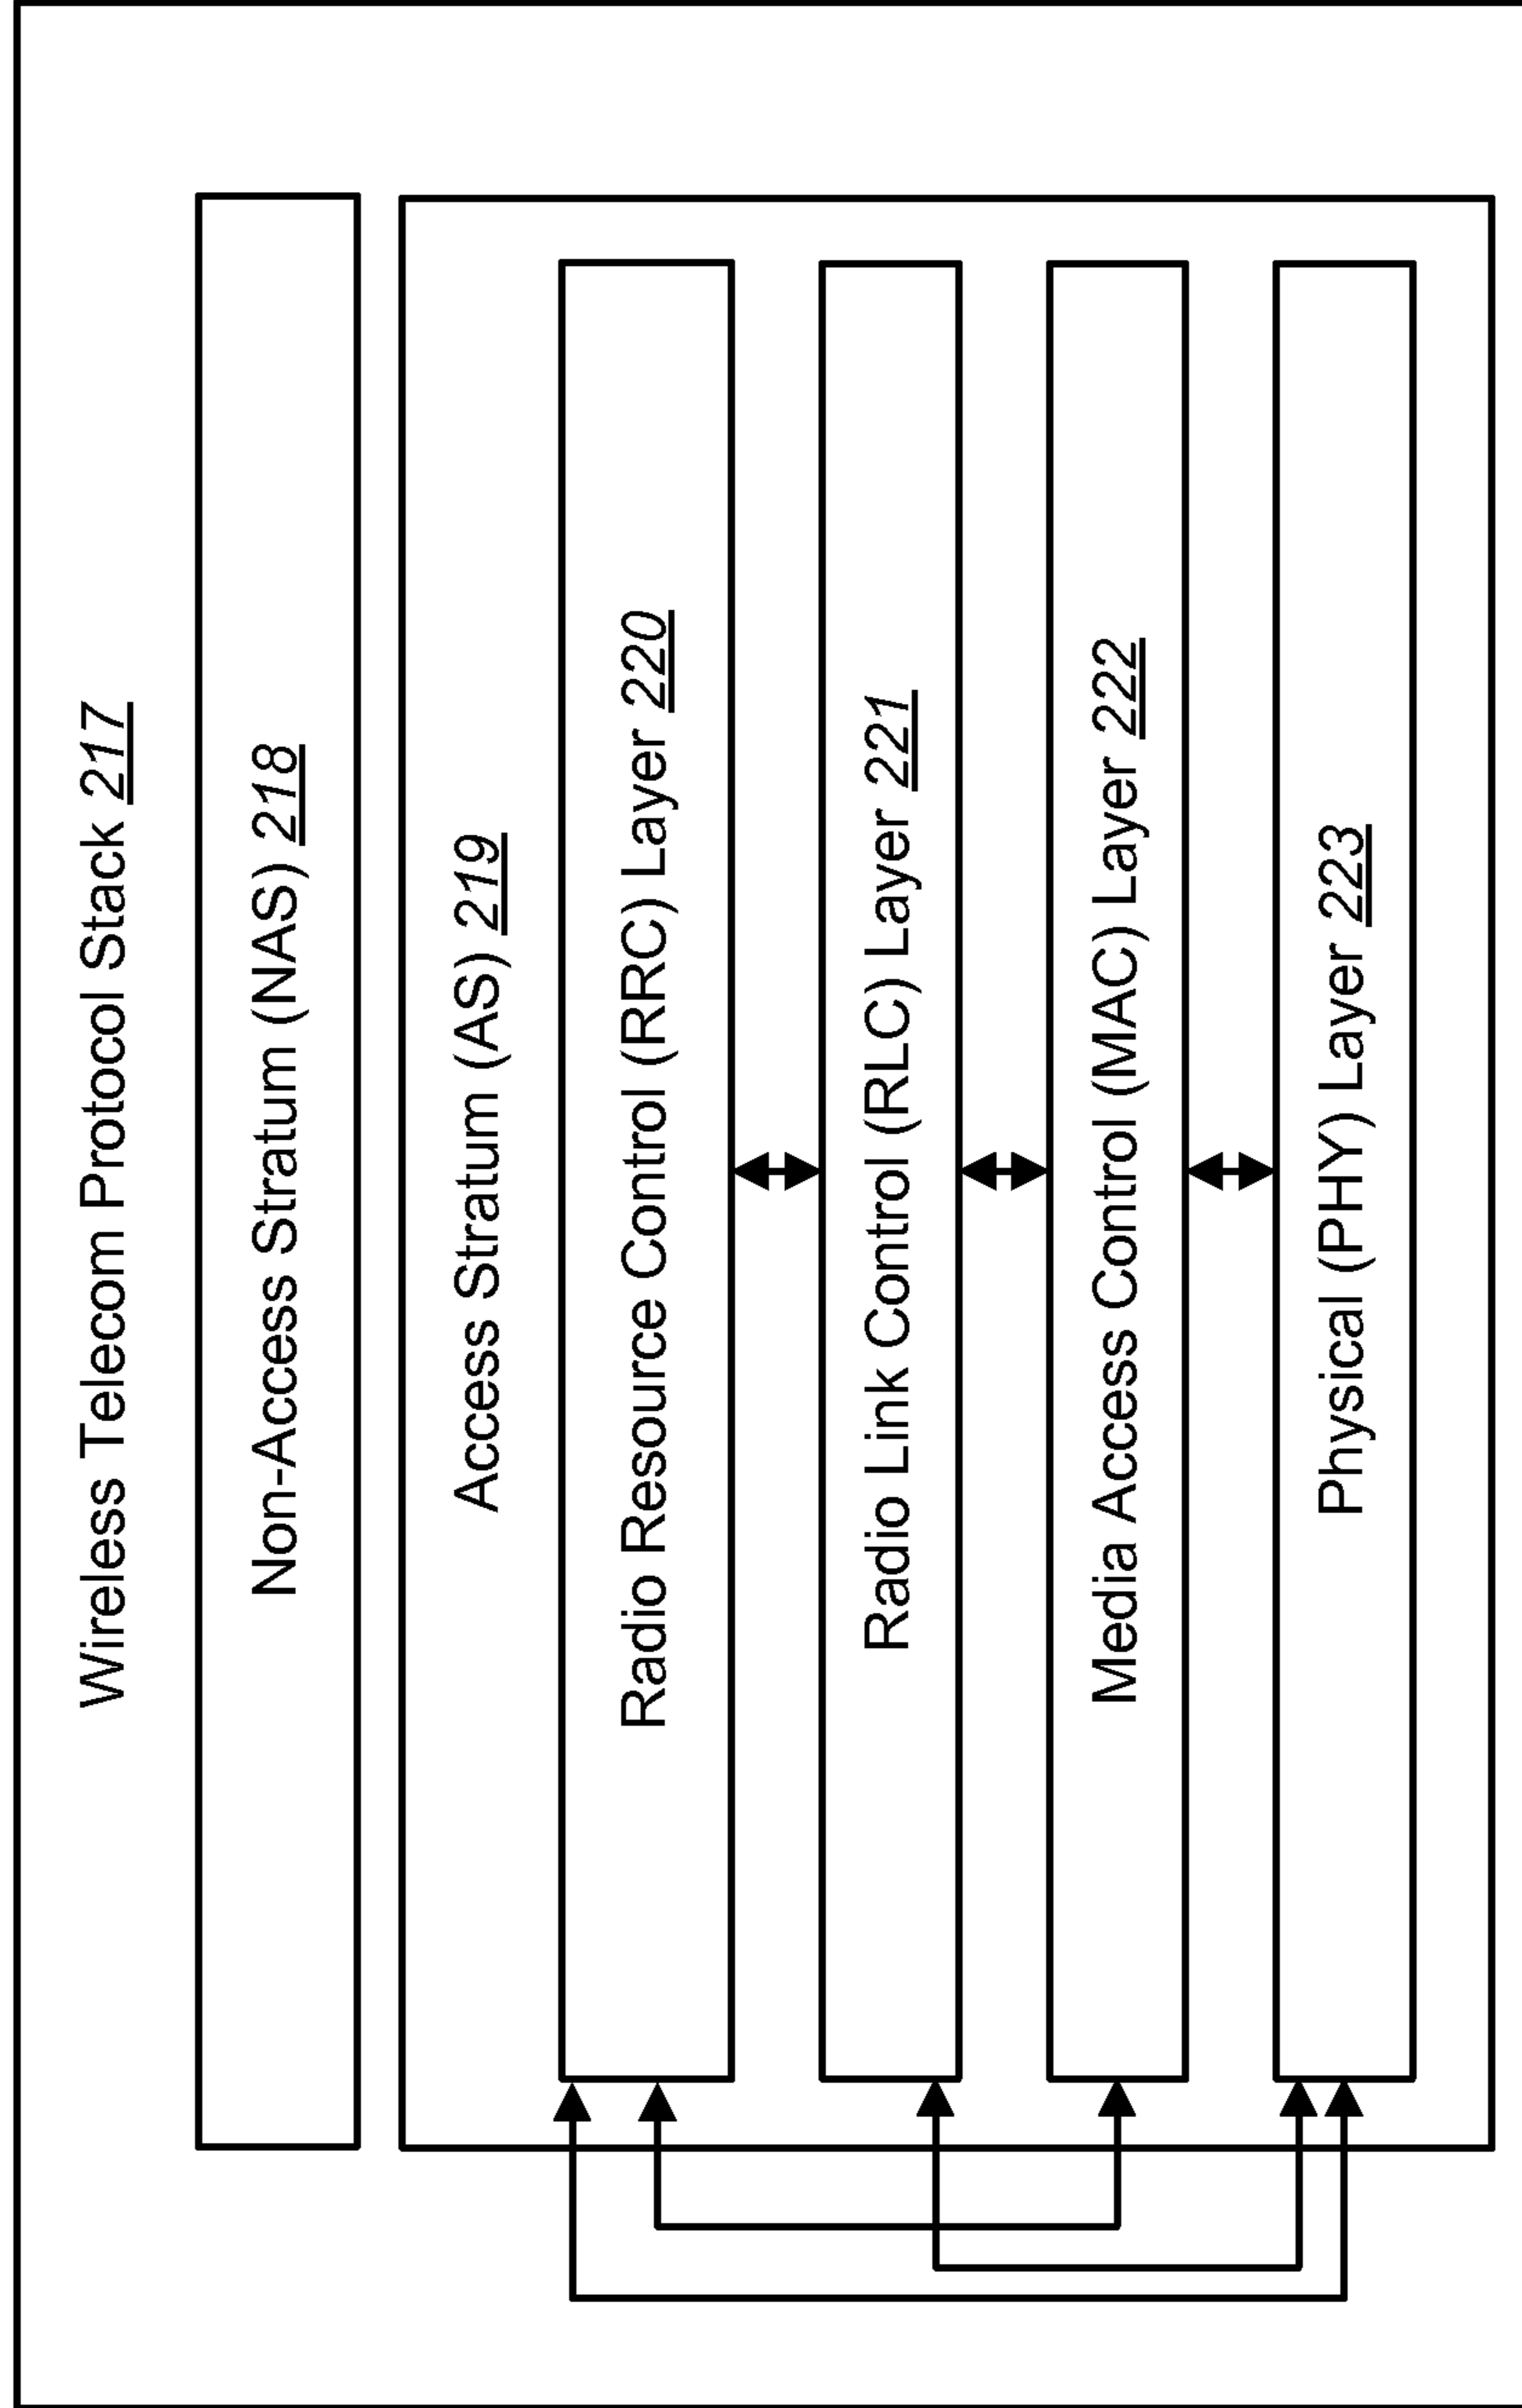 Wireless Telecom Protocol Stack 217
Non-Access Stratum (NAS) 218
Access Stratum (AS) 219
Radio Resource Control (RRC) Layer 220
Radio Link Control (RLC) Layer 221
Media Access Control (MAC) Layer 222
Physical (PHY) Layer 223